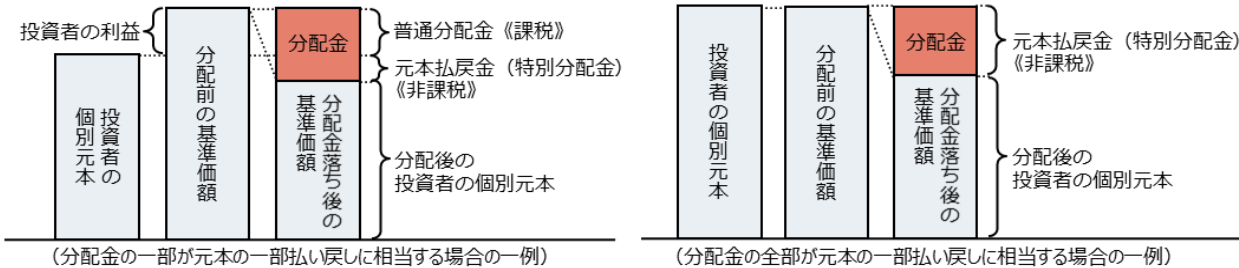 投資者の利益
投資者の
個別元本
分配前の基準価額
分配金
分配金落ち後の
基準価額
普通分配金《課税》
元本払戻金（特別分配金）
《非課税》
分配後の
投資者の個別元本
（分配金の一部が元本の一部払い戻しに相当する場合の一例）
投資者の個別元本
分配前の基準価額
分配金
分配金落ち後の
基準価額
元本払戻金（特別分配金）
《非課税》
分配後の
投資者の個別元本
（分配金の全部が元本の一部払い戻しに相当する場合の一例）